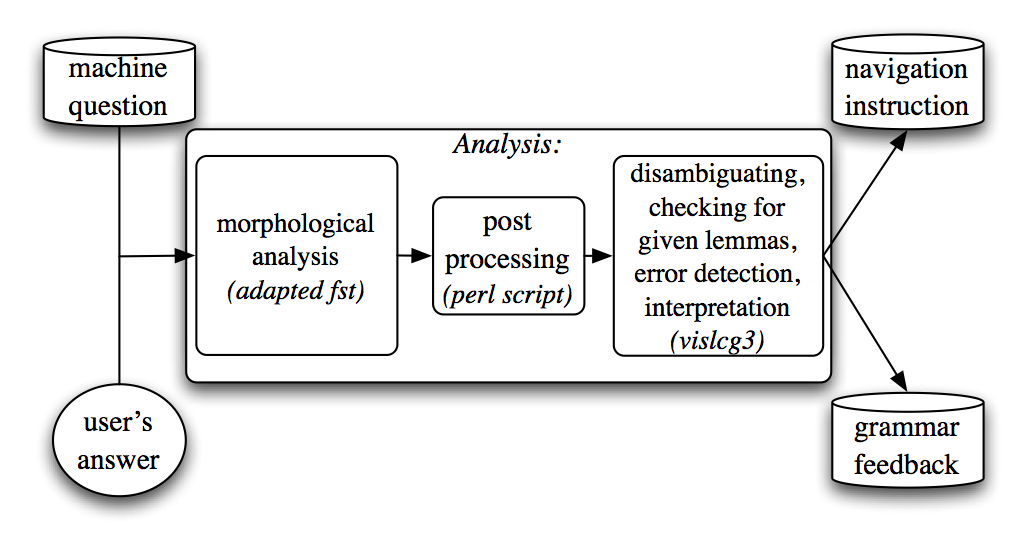 machine
question
user's
answer
Analysis:
morphological
analysis
(adapted fst)
post
processing
(perl script)
disambiguating,
checking for
given lemmas,
error detection,
interpretation
(vislcg3)
navigation
instruction
grammar
feedback